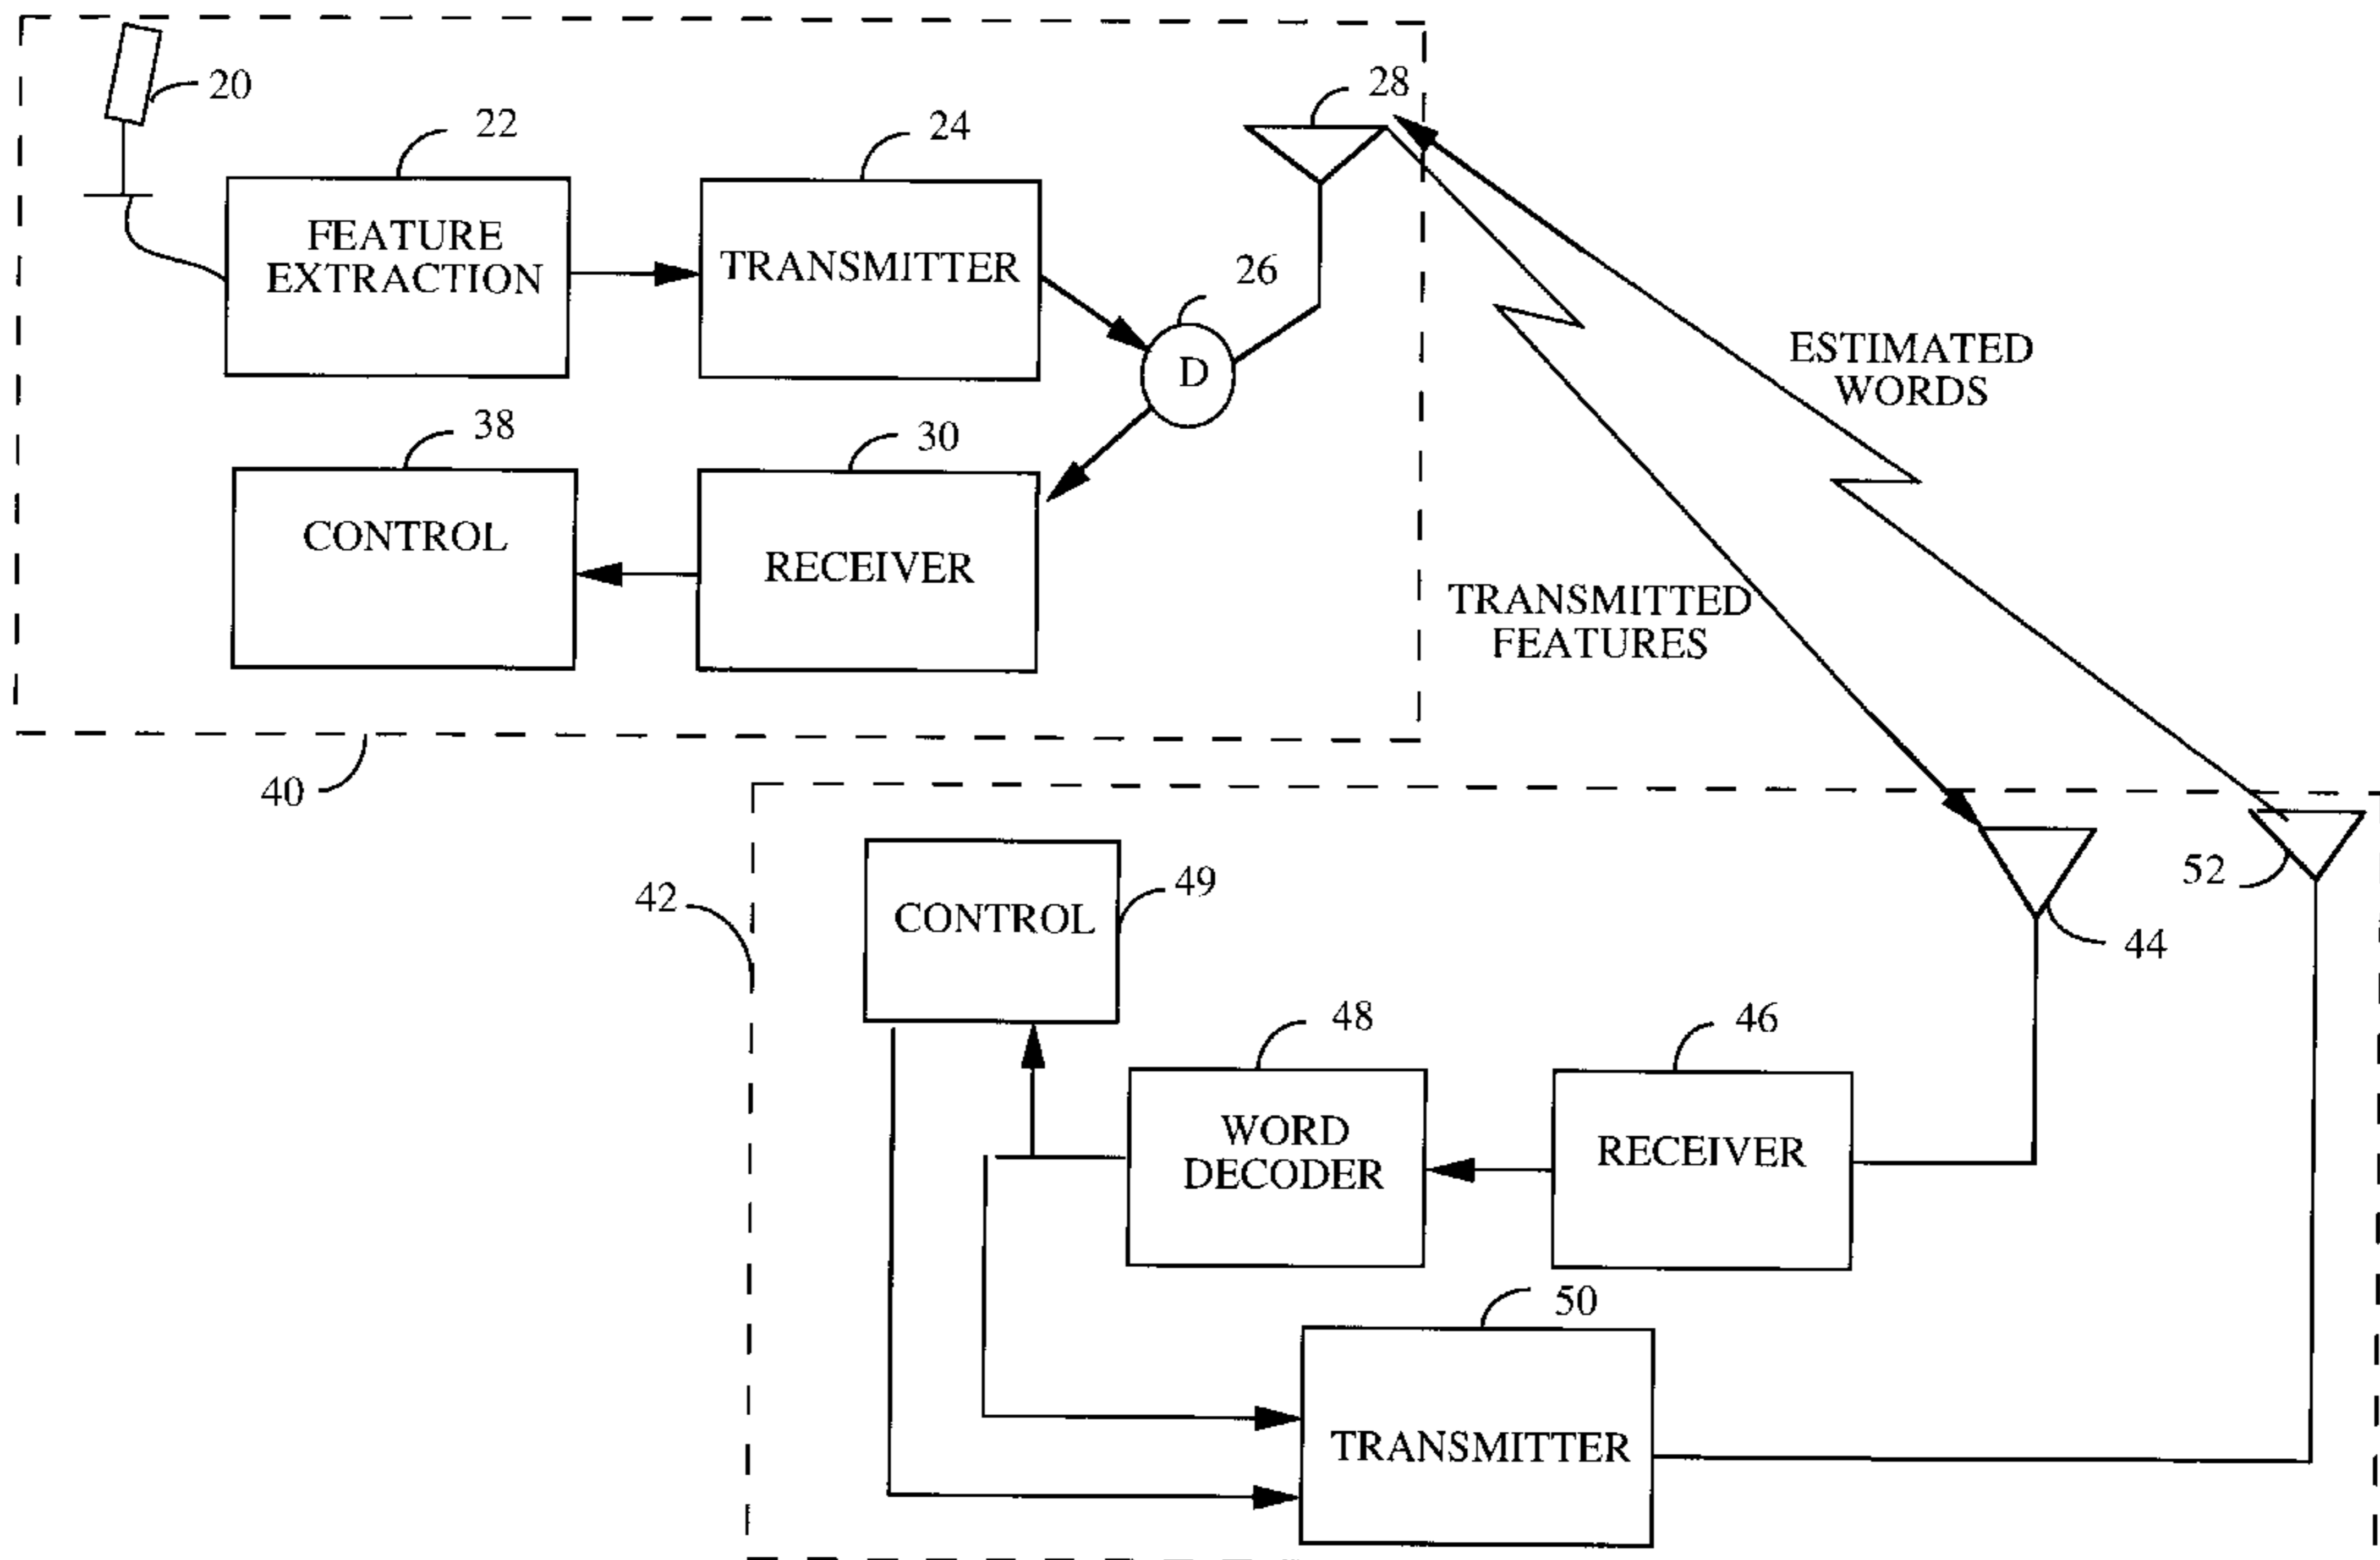 20
22
24
28
FEATURE
EXTRACTION
TRANSMITTER
26
D
ESTIMATED
WORDS
38
30
CONTROL
RECEIVER
TRANSMITTED
FEATURES
40
42
CONTROL
49
52
44
48
46
WORD
DECODER
RECEIVER
50
TRANSMITTER